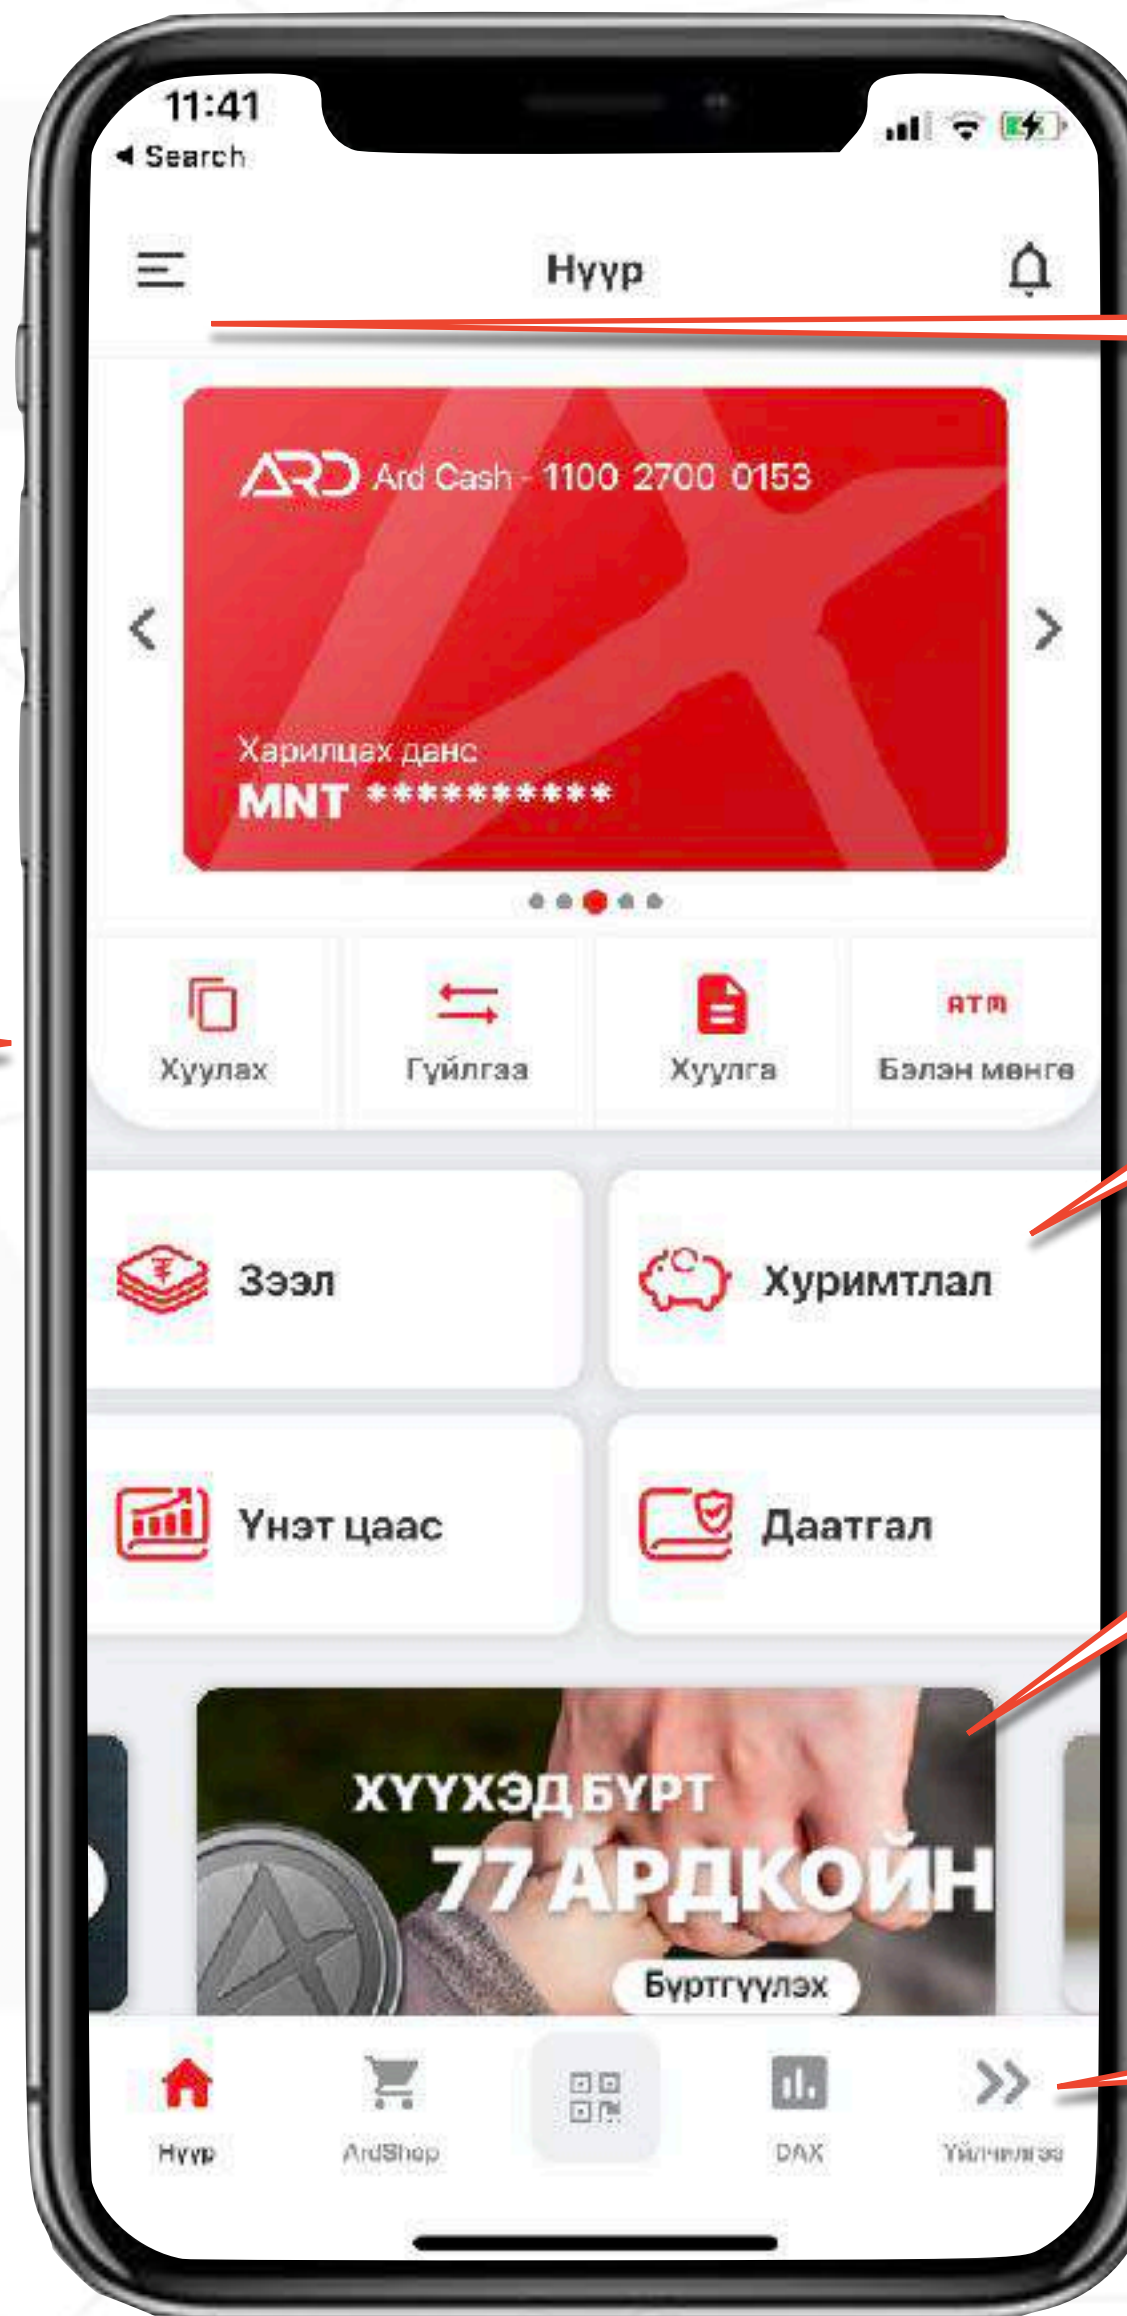 11:41
◀ Search
Нүүр
ARD Ard Cash - 1100 2700 0153
Харилцах данс
MNT **********
Хуулах
Гүйлгээ
Хуулга
ATM
Бэлэн мөнгө
Зээл
Хуримтлал
Үнэт цаас
Даатгал
ХҮҮХЭД БҮРТ
77 АРДКОЙН
Бүртгүүлэх
Нүүр
ArdShop
DAX
Үйлчилгээ